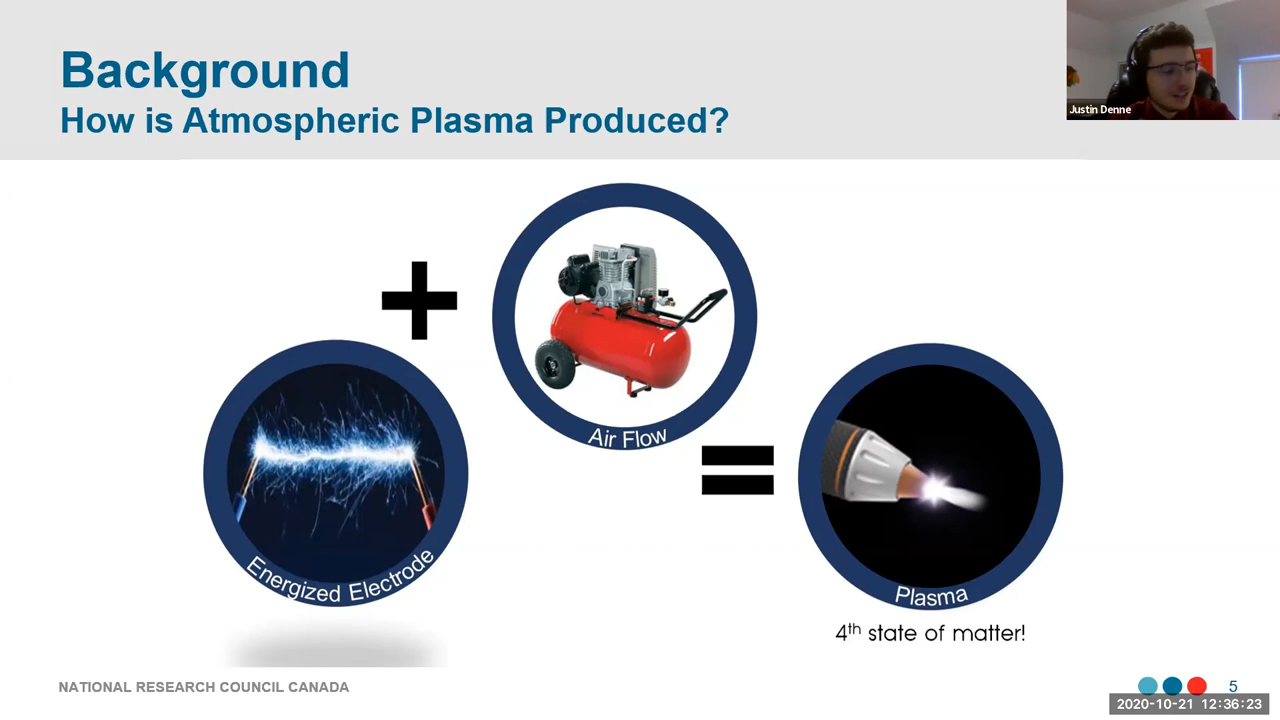 Background
How is Atmospheric Plasma Produced?
Justin Denne
+
Air Flow
=
Energized Electrode
Plasma
4th state of matter!
NATIONAL RESEARCH COUNCIL CANADA
5
2020-10-21 12:36:23